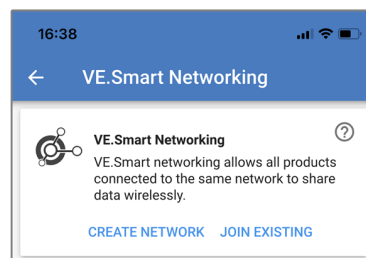 16:38
VE.Smart Networking
VE.Smart Networking
VE.Smart networking allows all products
connected to the same network to share
data wirelessly.
CREATE NETWORK JOIN EXISTING